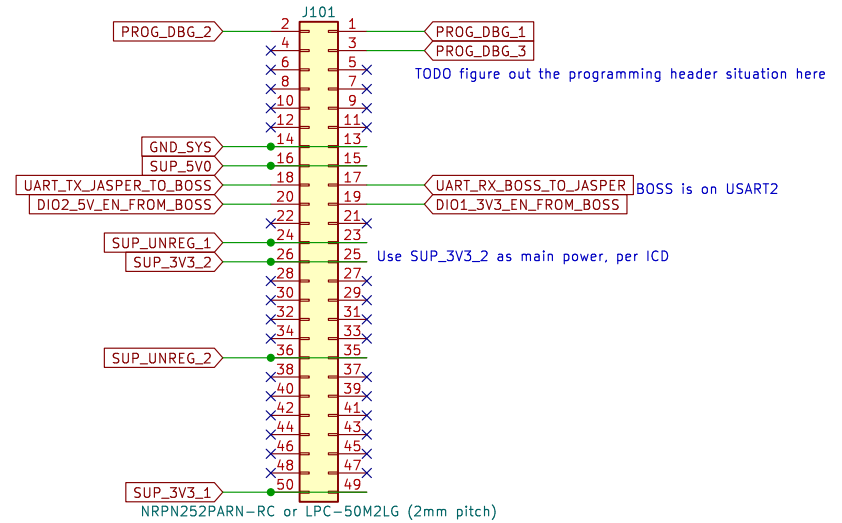 J101
PROG_DBG_2 2 1 PROG_DBG_1
4 3 PROG_DBG_3
6 5 TODO figure out the programming header situation here
8 7
10 9
12 11
GND_SYS 14 13
SUP_5V0 16 15
UART_TX_JASPER_TO_BOSS 18 17 UART_RX_BOSS_TO_JASPER BOSS is on USART2
DIO2_5V_EN_FROM_BOSS 20 19 DIO1_3V3_EN_FROM_BOSS
22 21
SUP_UNREG_1 24 23
SUP_3V3_2 26 25 Use SUP_3V3_2 as main power, per ICD
28 27
30 29
32 31
34 33
SUP_UNREG_2 36 35
38 37
40 39
42 41
44 43
46 45
48 47
SUP_3V3_1 50 49
NRPN252PARN-RC or LPC-50M2LG (2mm pitch)